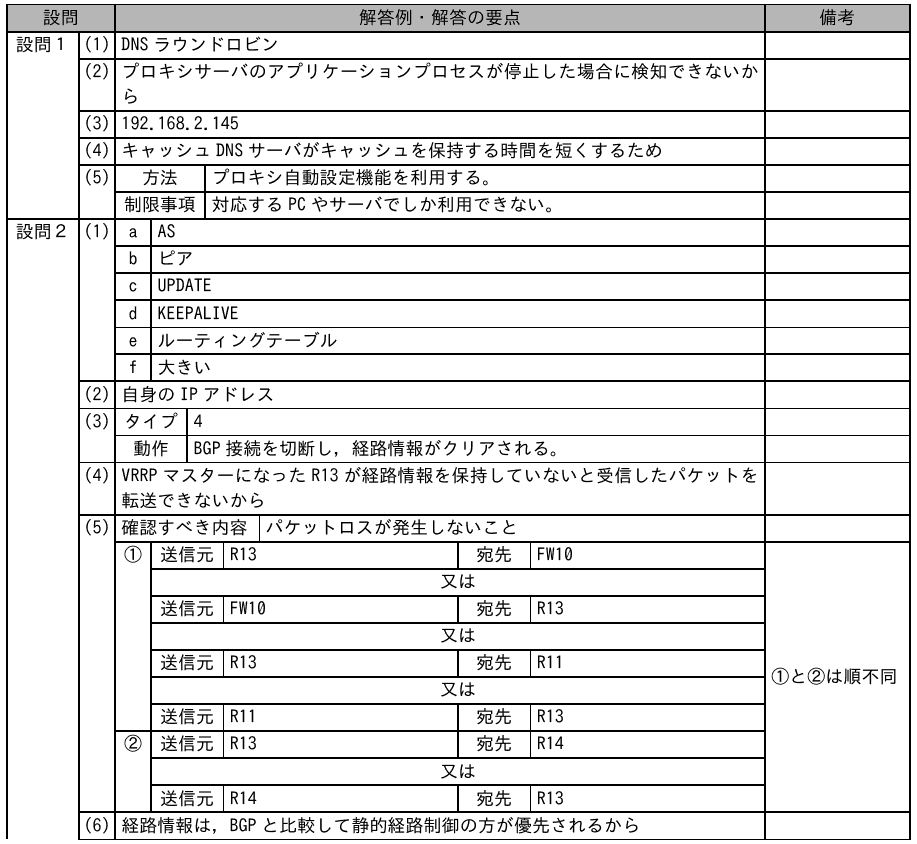 設問 解答例・解答の要点 備考
設問1 (1) DNS ラウンドロビン
(2) プロキシサーバのアプリケーションプロセスが停止した場合に検知できないか
ら
(3) 192.168.2.145
(4) キャッシュ DNS サーバがキャッシュを保持する時間を短くするため
(5) 方法 プロキシ自動設定機能を利用する。
制限事項 対応する PC やサーバでしか利用できない。
設問2 (1) a AS
b ピア
c UPDATE
d KEEPALIVE
e ルーティングテーブル
f 大きい
(2) 自身の IP アドレス
(3) タイプ 4
動作 BGP 接続を切断し，経路情報がクリアされる。
(4) VRRP マスターになった R13 が経路情報を保持していないと受信したパケットを
転送できないから
(5) 確認すべき内容 パケットロスが発生しないこと
① 送信元 R13 宛先 FW10
又は
送信元 FW10 宛先 R13
又は
送信元 R13 宛先 R11
①と②は順不同
又は
送信元 R11 宛先 R13
② 送信元 R13 宛先 R14
又は
送信元 R14 宛先 R13
(6) 経路情報は，BGP と比較して静的経路制御の方が優先されるから